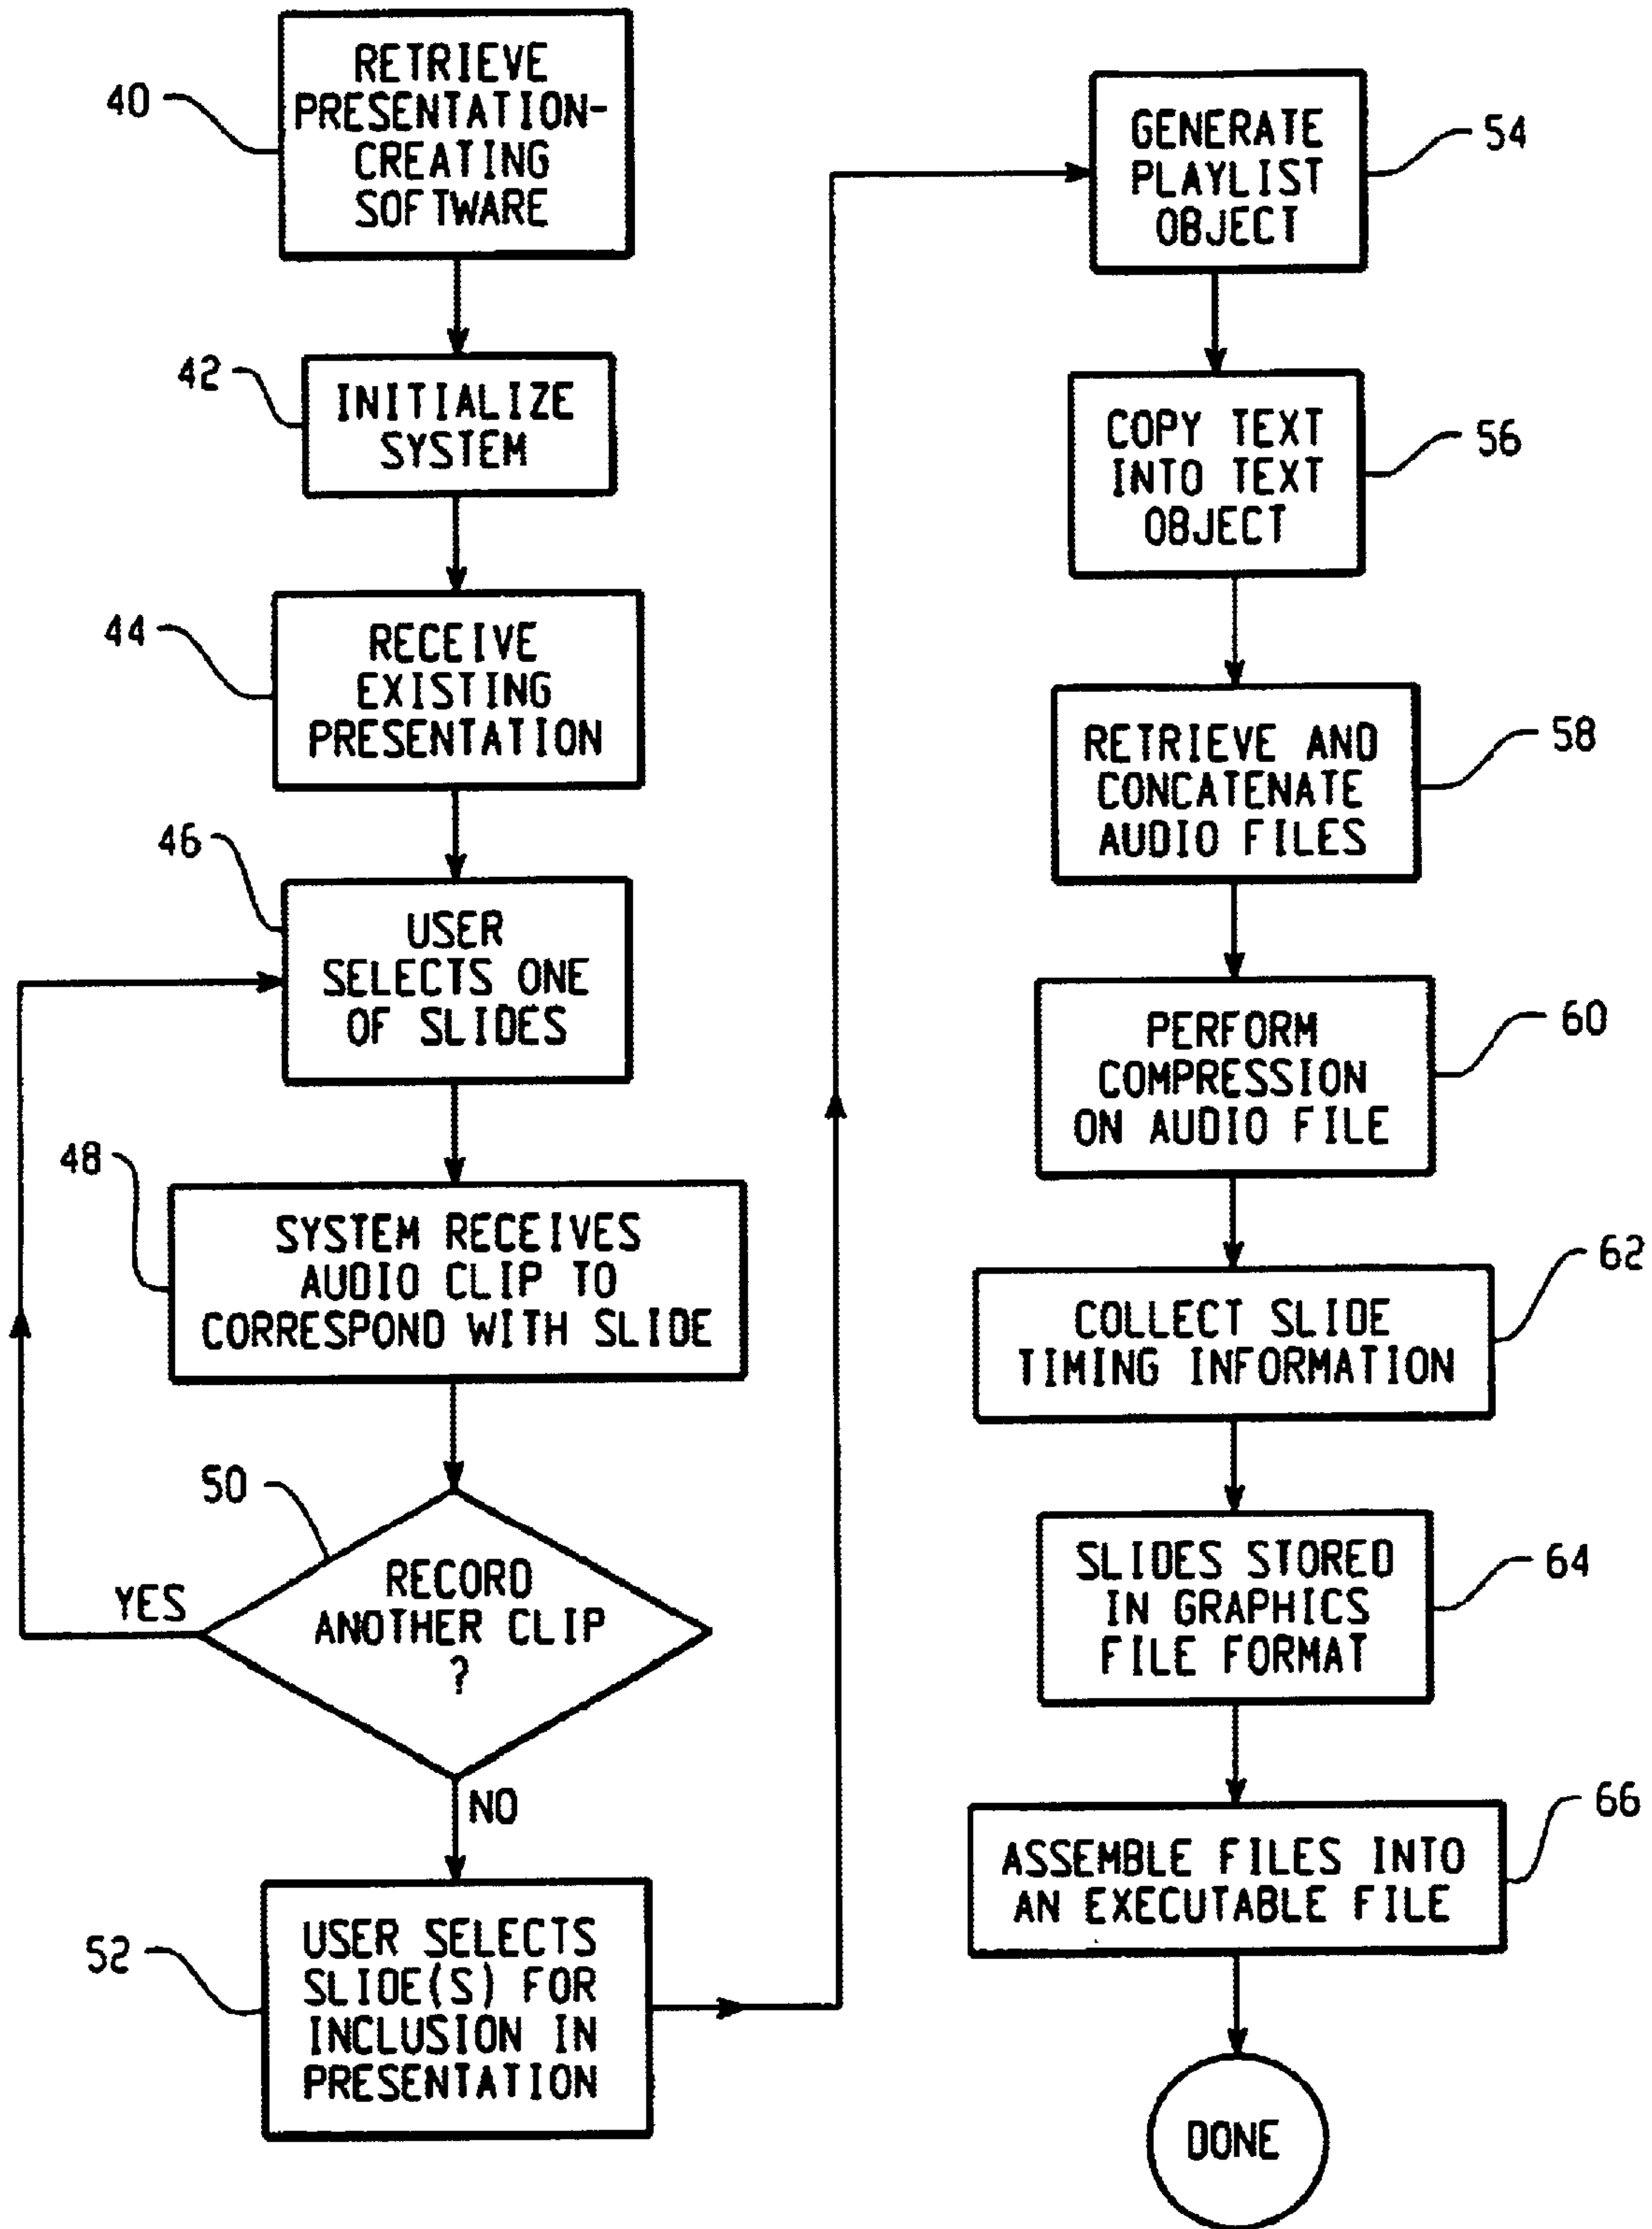 40
RETRIEVE
PRESENTATION-
CREATING
SOFTWARE
42
INITIALIZE
SYSTEM
44
RECEIVE
EXISTING
PRESENTATION
46
USER
SELECTS ONE
OF SLIDES
48
SYSTEM RECEIVES
AUDIO CLIP TO
CORRESPOND WITH SLIDE
50
RECORD
ANOTHER CLIP
?
YES
NO
52
USER SELECTS
SLIDE(S) FOR
INCLUSION IN
PRESENTATION
GENERATE
PLAYLIST
OBJECT
54
COPY TEXT
INTO TEXT
OBJECT
56
RETRIEVE AND
CONCATENATE
AUDIO FILES
58
PERFORM
COMPRESSION
ON AUDIO FILE
60
COLLECT SLIDE
TIMING INFORMATION
62
SLIDES STORED
IN GRAPHICS
FILE FORMAT
64
ASSEMBLE FILES INTO
AN EXECUTABLE FILE
66
DONE